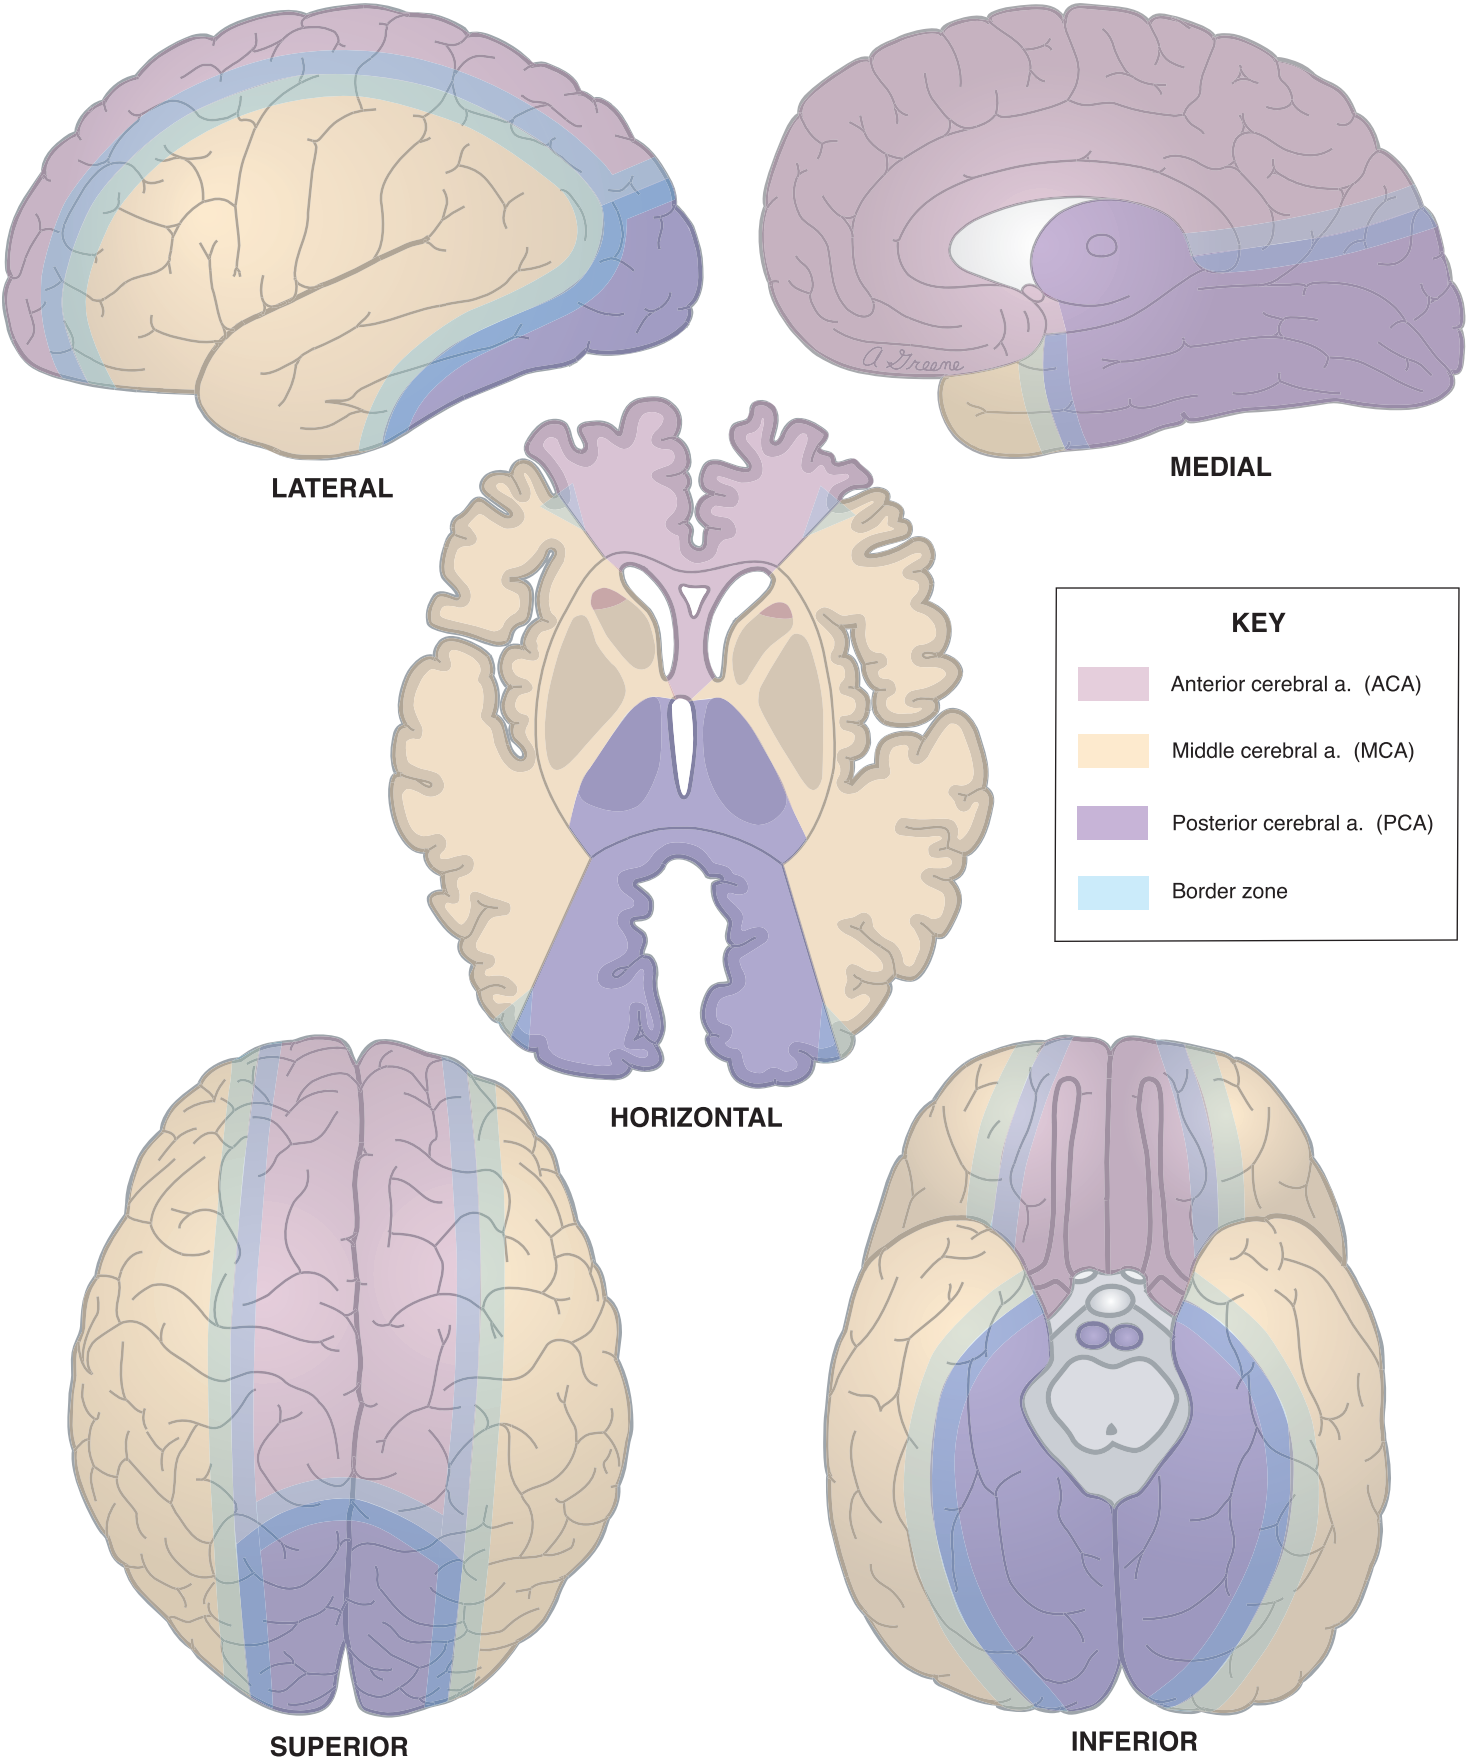 A Greene
LATERAL
MEDIAL
KEY
Anterior cerebral a. (ACA)
Middle cerebral a. (MCA)
Posterior cerebral a. (PCA)
Border zone
HORIZONTAL
SUPERIOR
INFERIOR